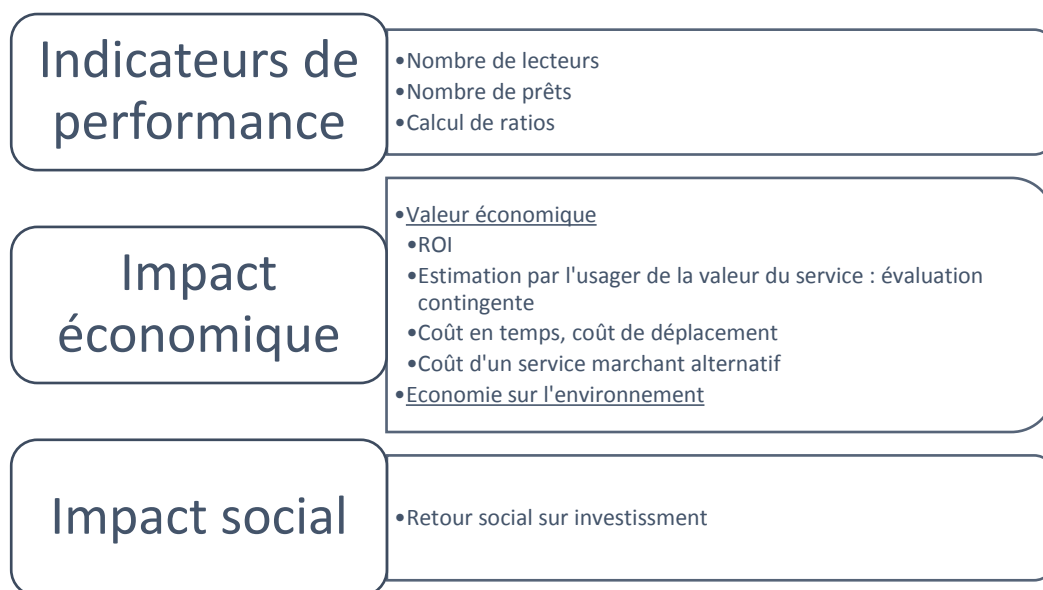 Indicateurs de
performance
•Nombre de lecteurs
•Nombre de prêts
•Calcul de ratios
Impact
économique
•Valeur économique
•ROI
•Estimation par l'usager de la valeur du service : évaluation
contingente
•Coût en temps, coût de déplacement
•Coût d'un service marchant alternatif
•Economie sur l'environnement
Impact social
•Retour social sur investissment